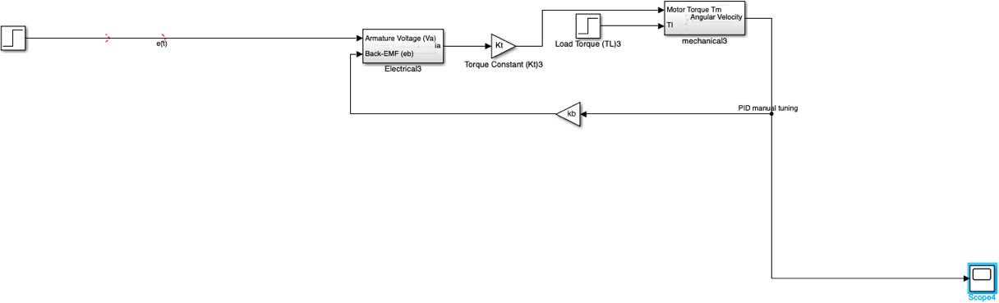 Motor Torque Tm
Angular Velocity
Tl
mechanical3
Load Torque (TL)3
e(t)
Armature Voltage (Va)
ia
Back-EMF (eb)
Electrical3
Kt
Torque Constant (Kt)3
PID manual tuning
kb
Scope4